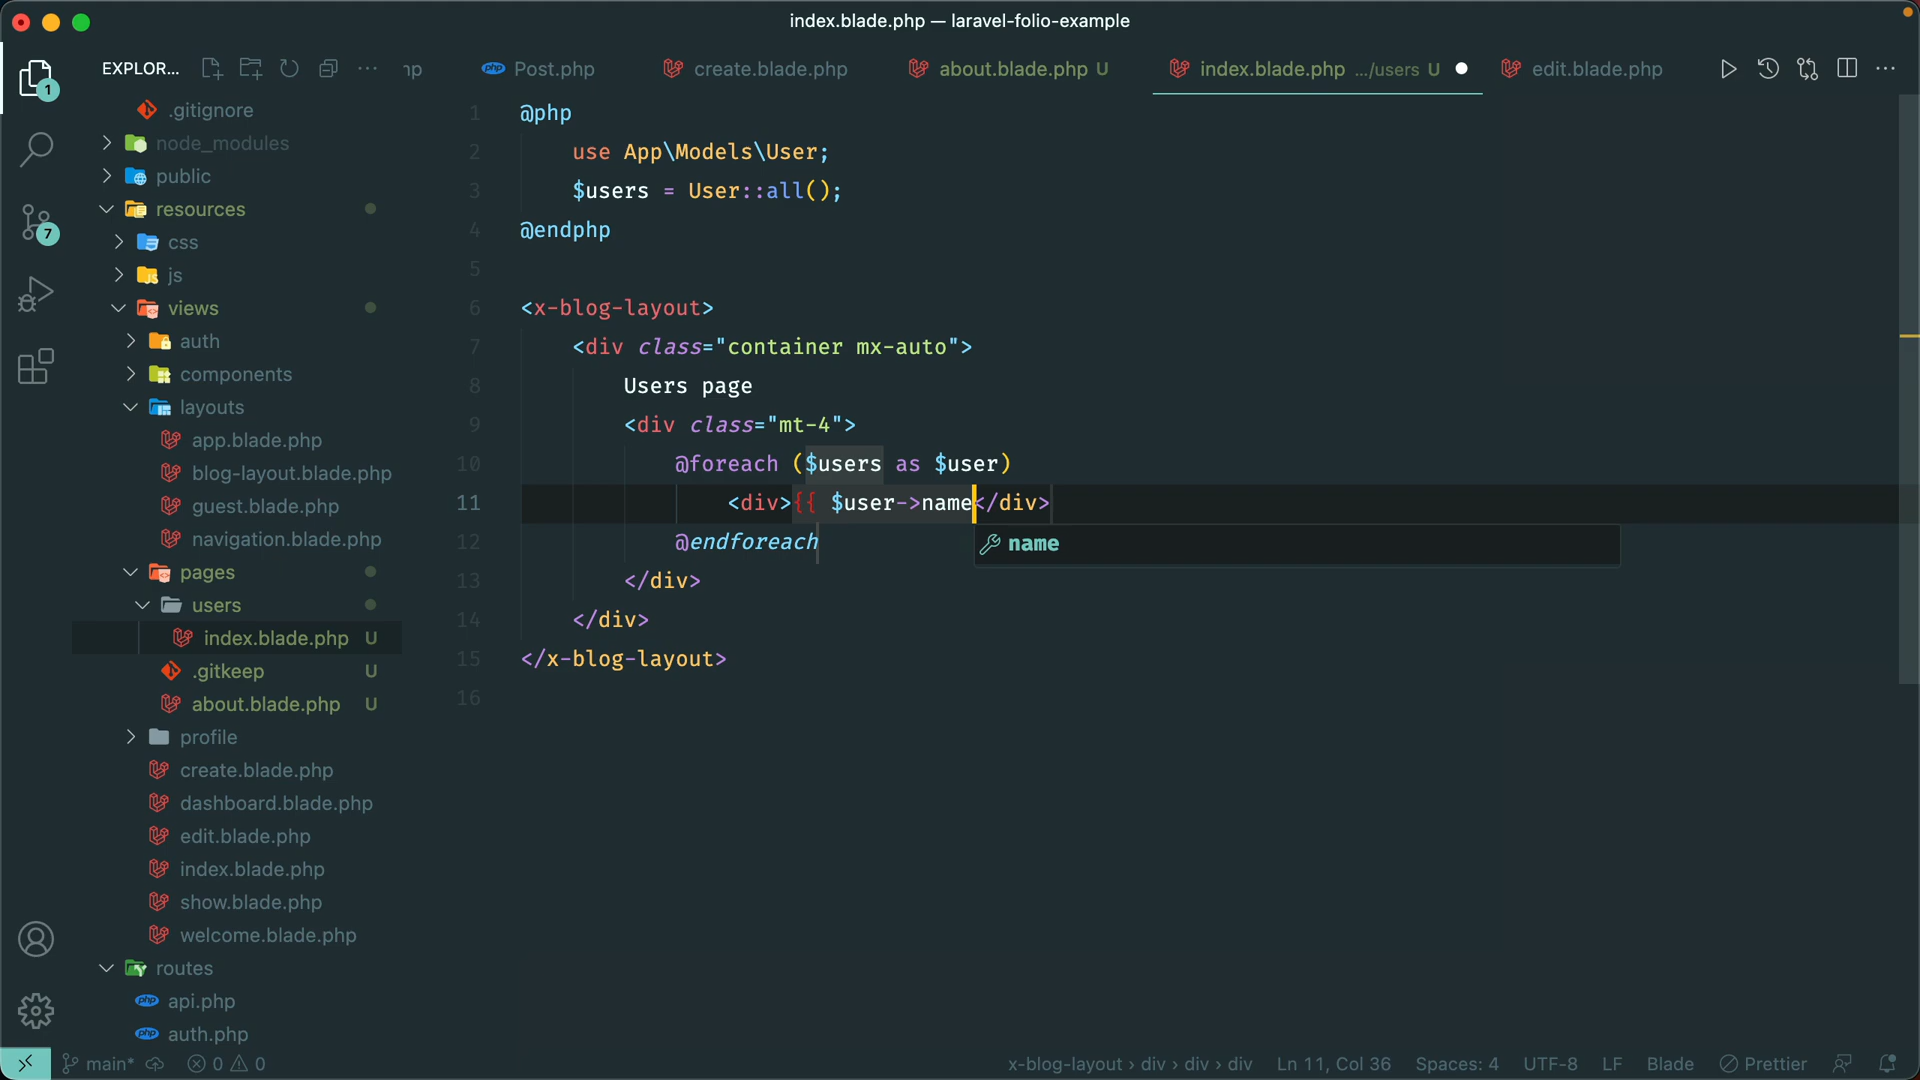 index.blade.php — laravel-folio-example
EXPLOR...
Post.php
create.blade.php
about.blade.php U
index.blade.php .../users U
edit.blade.php
1
7
.gitignore
node_modules
public
resources
css
js
views
auth
components
layouts
app.blade.php
blog-layout.blade.php
guest.blade.php
navigation.blade.php
pages
users
index.blade.php U
.gitkeep U
about.blade.php U
profile
create.blade.php
dashboard.blade.php
edit.blade.php
index.blade.php
show.blade.php
welcome.blade.php
routes
api.php
auth.php
1 @php
2 use App\Models\User;
3 $users = User::all();
4 @endphp
5
6 <x-blog-layout>
7 <div class="container mx-auto">
8 Users page
9 <div class="mt-4">
10 @foreach ($users as $user)
11 <div>{{ $user->name</div>
name
12 @endforeach
13 </div>
14 </div>
15 </x-blog-layout>
16
main* 0 0 x-blog-layout › div › div › div Ln 11, Col 36 Spaces: 4 UTF-8 LF Blade Prettier